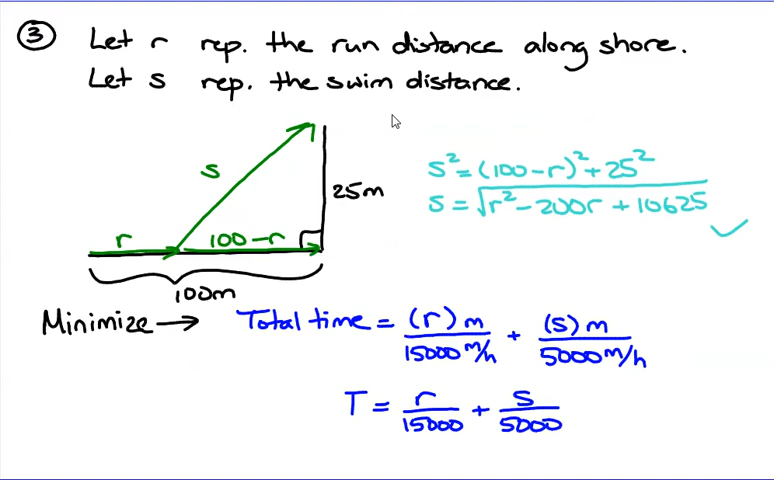 ③ Let r rep. the run distance along shore.
Let s rep. the swim distance.
s² = (100-r)² + 25²
s = √(r² - 200r + 10625)
s
25m
r
100-r
100m
Minimize → Total time = (r) m / 15000 m/h + (s) m / 5000 m/h
T = r/15000 + s/5000